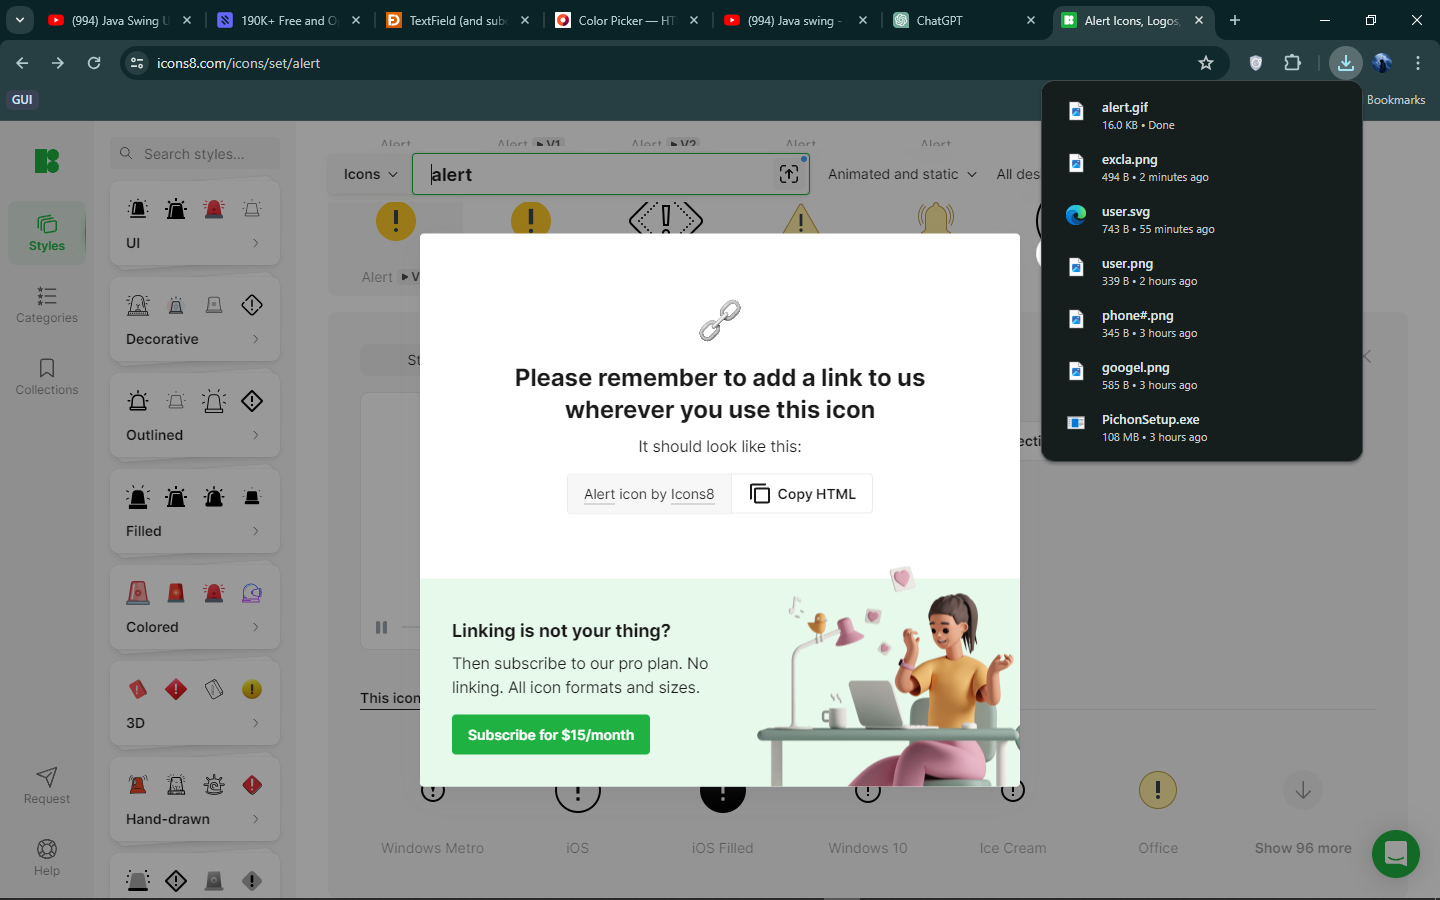 (994) Java Swing U
190K+ Free and O
TextField (and sub
Color Picker — HT
(994) Java swing -
ChatGPT
Alert Icons, Logos,
icons8.com/icons/set/alert
GUI
Bookmarks
alert.gif
16.0 KB • Done
excla.png
494 B • 2 minutes ago
user.svg
743 B • 55 minutes ago
user.png
339 B • 2 hours ago
phone#.png
345 B • 3 hours ago
googel.png
585 B • 3 hours ago
PichonSetup.exe
108 MB • 3 hours ago
Styles
Categories
Collections
Request
Help
Search styles...
UI
Decorative
Outlined
Filled
Colored
3D
Hand-drawn
Alert
Alert V1
Alert V2
Alert
Alert
Icons
alert
Animated and static
All des
Alert V
St
ecti
Please remember to add a link to us
wherever you use this icon
It should look like this:
Alert icon by Icons8
Copy HTML
Linking is not your thing?
Then subscribe to our pro plan. No
linking. All icon formats and sizes.
Subscribe for $15/month
This icon
Windows Metro
iOS
iOS Filled
Windows 10
Ice Cream
Office
Show 96 more